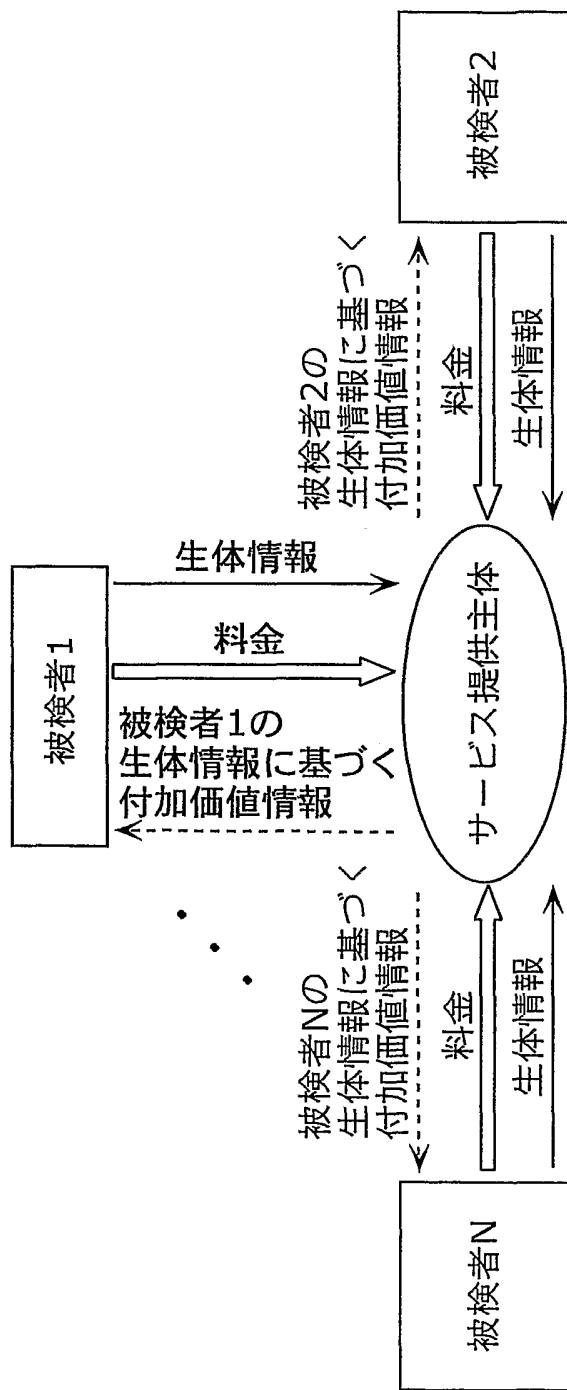 被検者1
生体情報
料金
被検者1の
生体情報に基づく
付加価値情報
被検者2の
生体情報に基づく
付加価値情報
料金
生体情報
被検者2
サービス提供主体
被検者Nの
生体情報に基づく
付加価値情報
料金
生体情報
被検者N